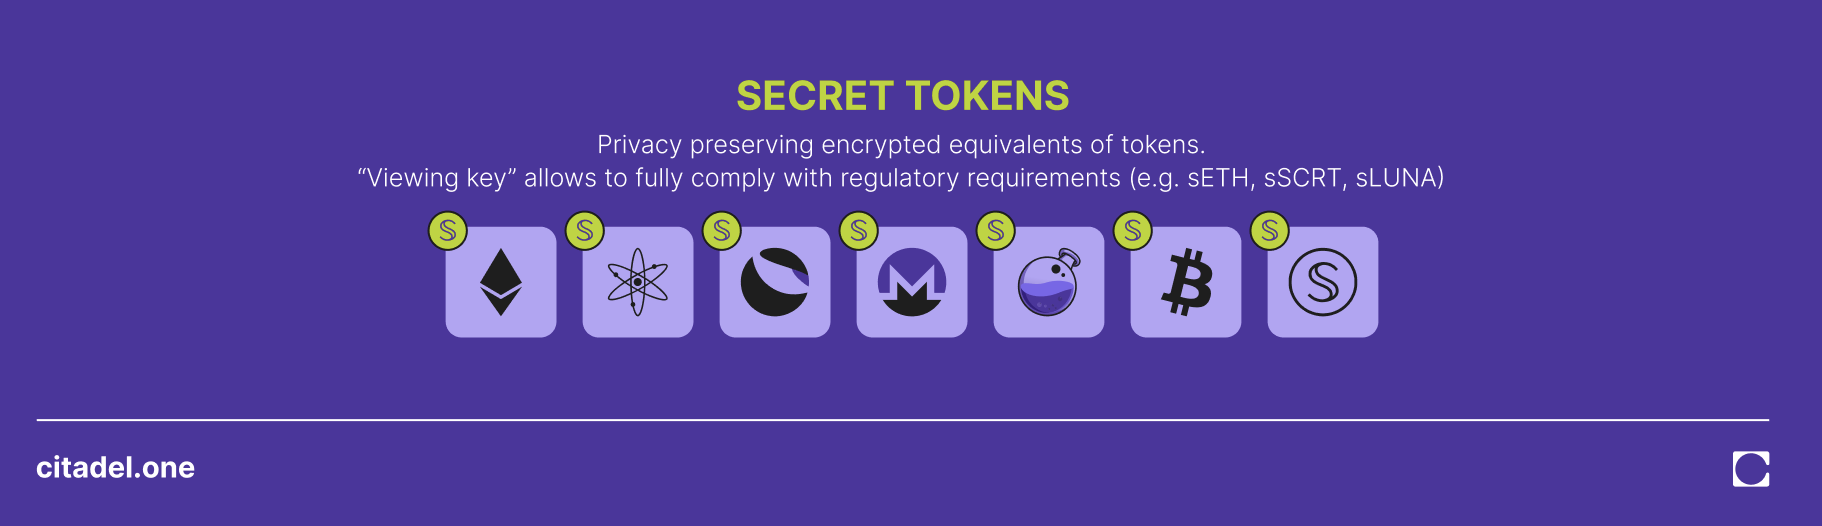 SECRET TOKENS
Privacy preserving encrypted equivalents of tokens.
“Viewing key” allows to fully comply with regulatory requirements (e.g. sETH, sSCRT, sLUNA)
citadel.one